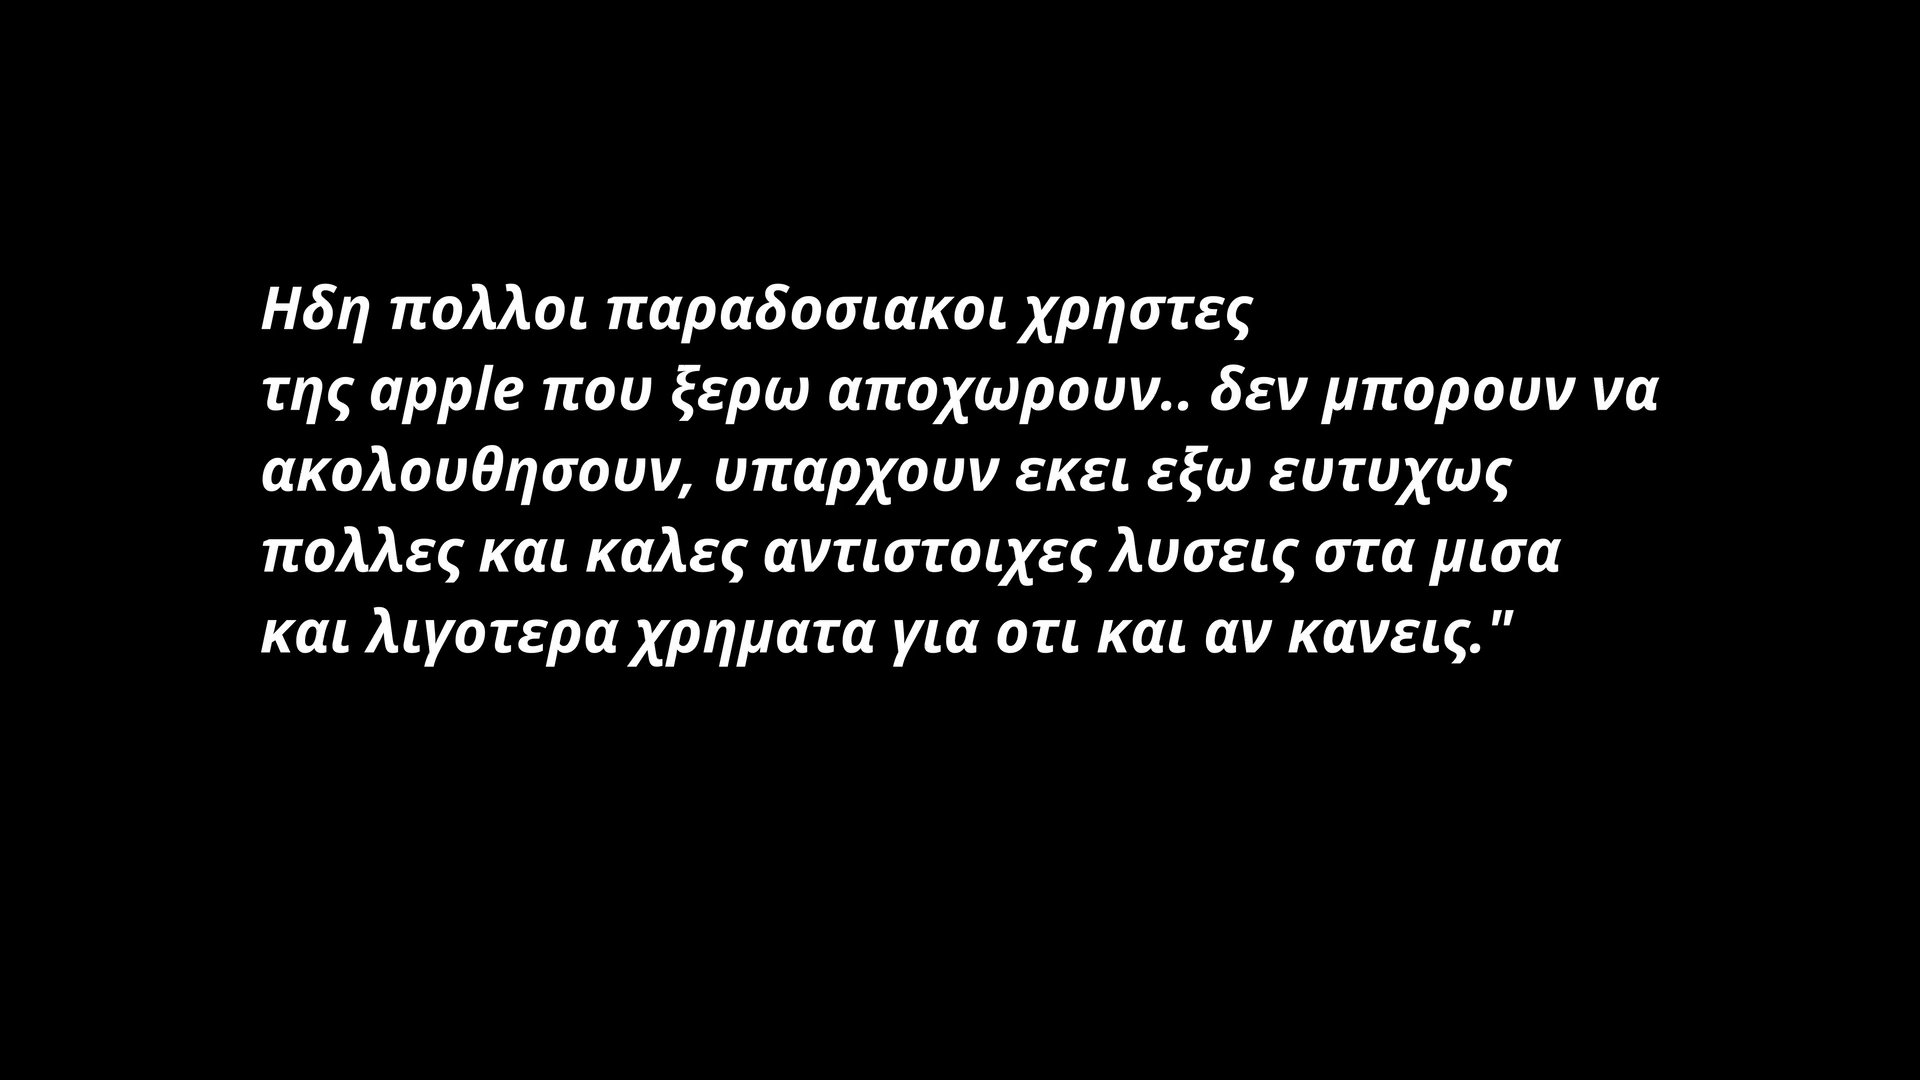 Ηδη πολλοι παραδοσιακοι χρηστες
της apple που ξερω αποχωρουν.. δεν μπορουν να
ακολουθησουν, υπαρχουν εκει εξω ευτυχως
πολλες και καλες αντιστοιχες λυσεις στα μισα
και λιγοτερα χρηματα για οτι και αν κανεις."